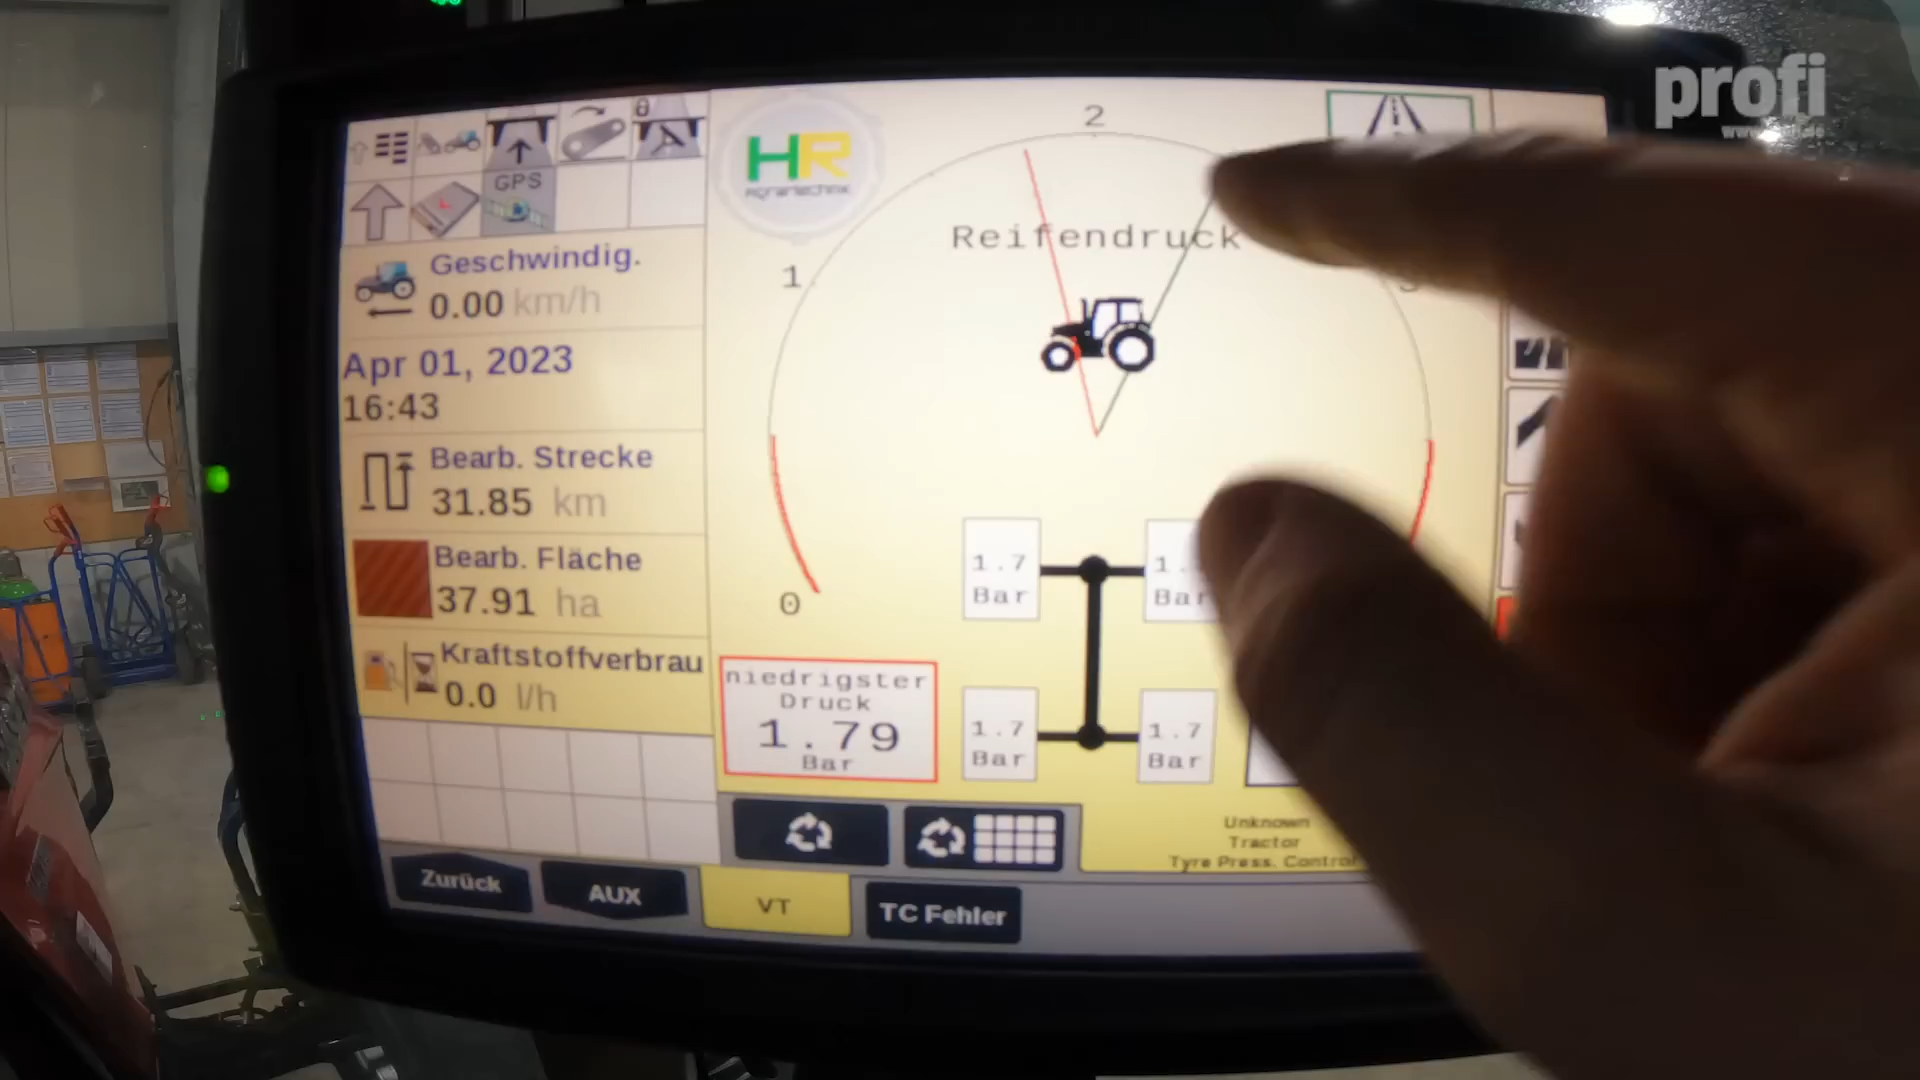 profi
GPS
HR
Agrartechnik
2
1
0
Reifendruck
Geschwindig.
0.00 km/h
Apr 01, 2023
16:43
Bearb. Strecke
31.85 km
Bearb. Fläche
37.91 ha
Kraftstoffverbrau
0.0 l/h
niedrigster
Druck
1.79
Bar
1.7
Bar
1.
Bar
1.7
Bar
1.7
Bar
Unknown
Tractor
Tyre Press. Control
Zurück
AUX
VT
TC Fehler